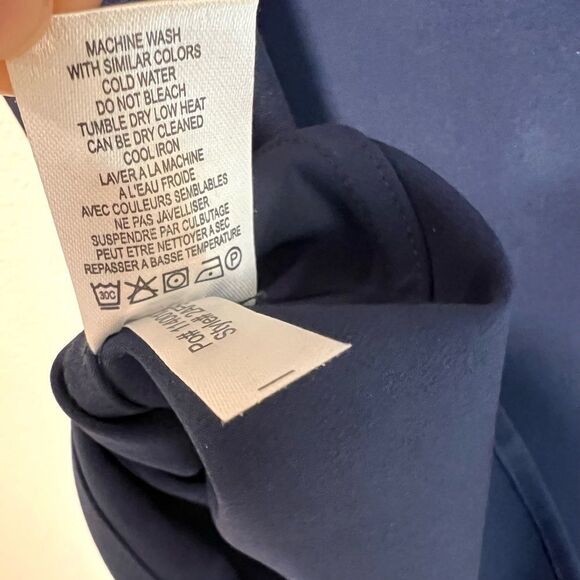 MACHINE WASH
WITH SIMILAR COLORS
COLD WATER
DO NOT BLEACH
TUMBLE DRY LOW HEAT
CAN BE DRY CLEANED
COOL IRON
LAVER A LA MACHINE
A L'EAU FROIDE
AVEC COULEURS SEMBLABLES
NE PAS JAVELLISER
SUSPENDRE PAR CULBUTAGE
PEUT ETRE NETTOYER A SEC
REPASSER A BASSE TEMPERATURE
30C P
Po#
Style#